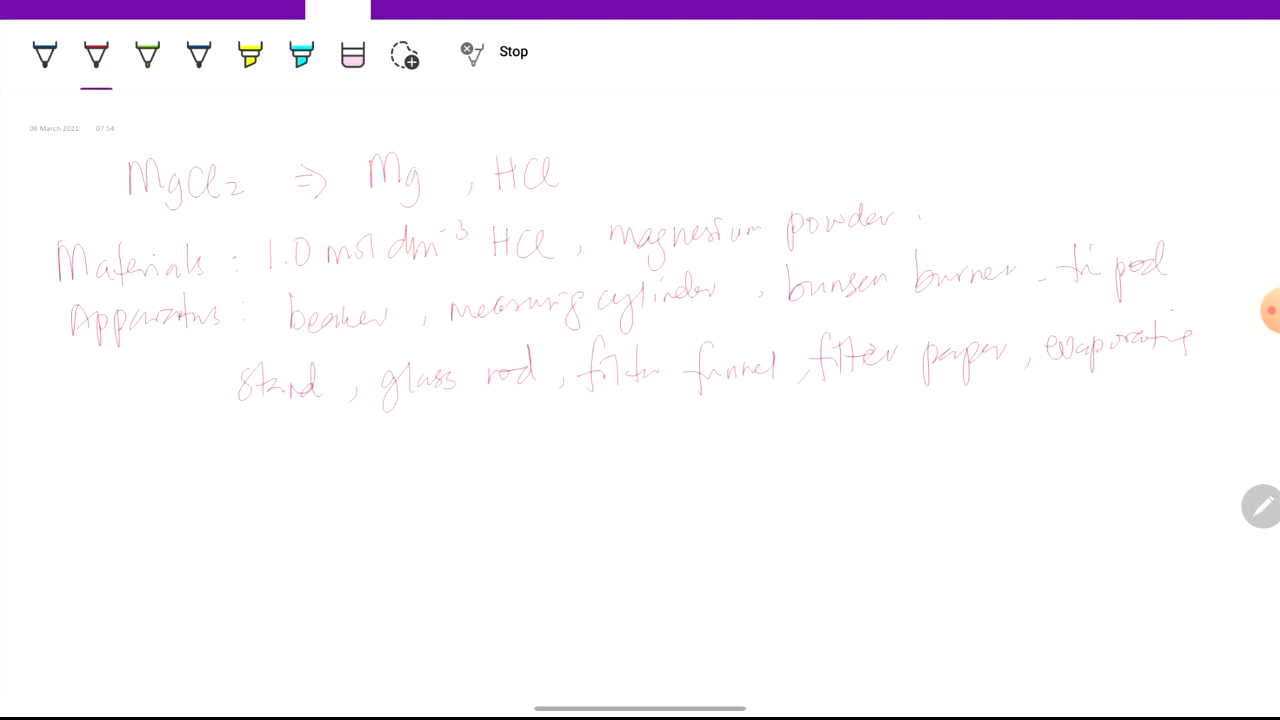 Stop
06 March 2021 07.54
MgCl₂ ⇒ Mg , HCl
Materials : 1.0 mol dm⁻³ HCl , magnesium powder .
Apparatus : beaker , measuring cylinder , bunsen burner - tripod
stand , glass rod , filter funnel , filter paper , evaporating